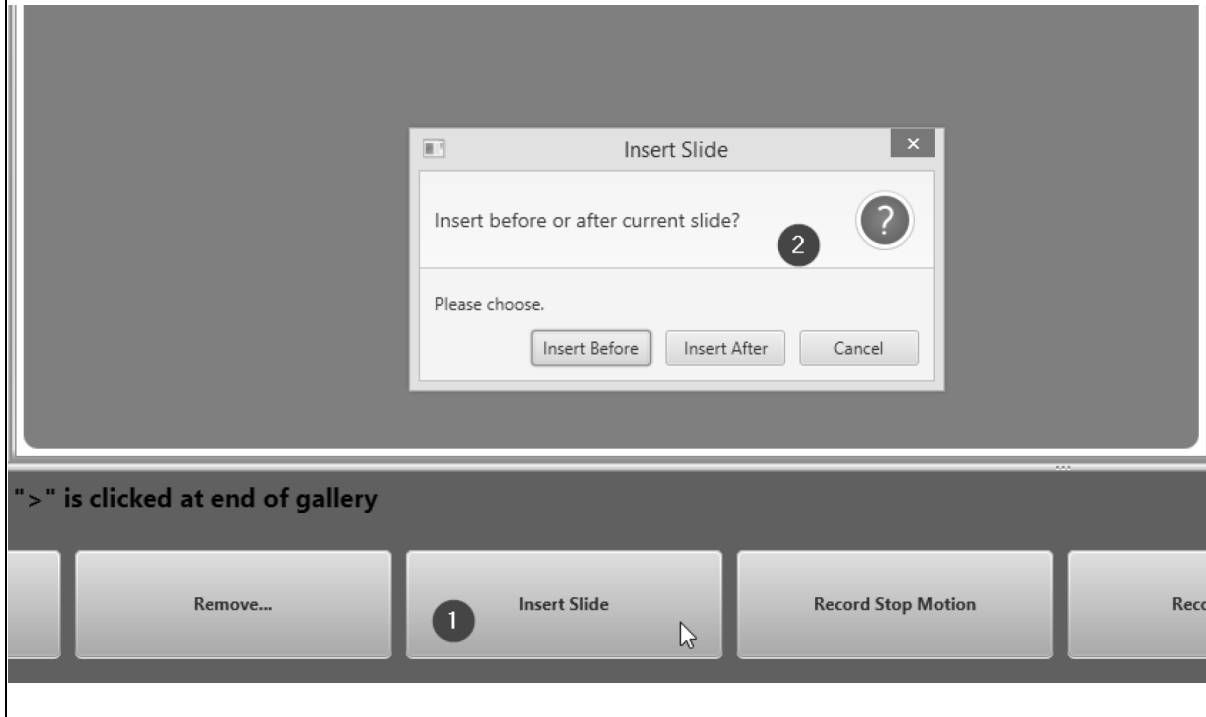 Insert Slide
×
Insert before or after current slide?
?
2
Please choose.
Insert Before
Insert After
Cancel
">" is clicked at end of gallery
Remove...
1
Insert Slide
Record Stop Motion
Reco